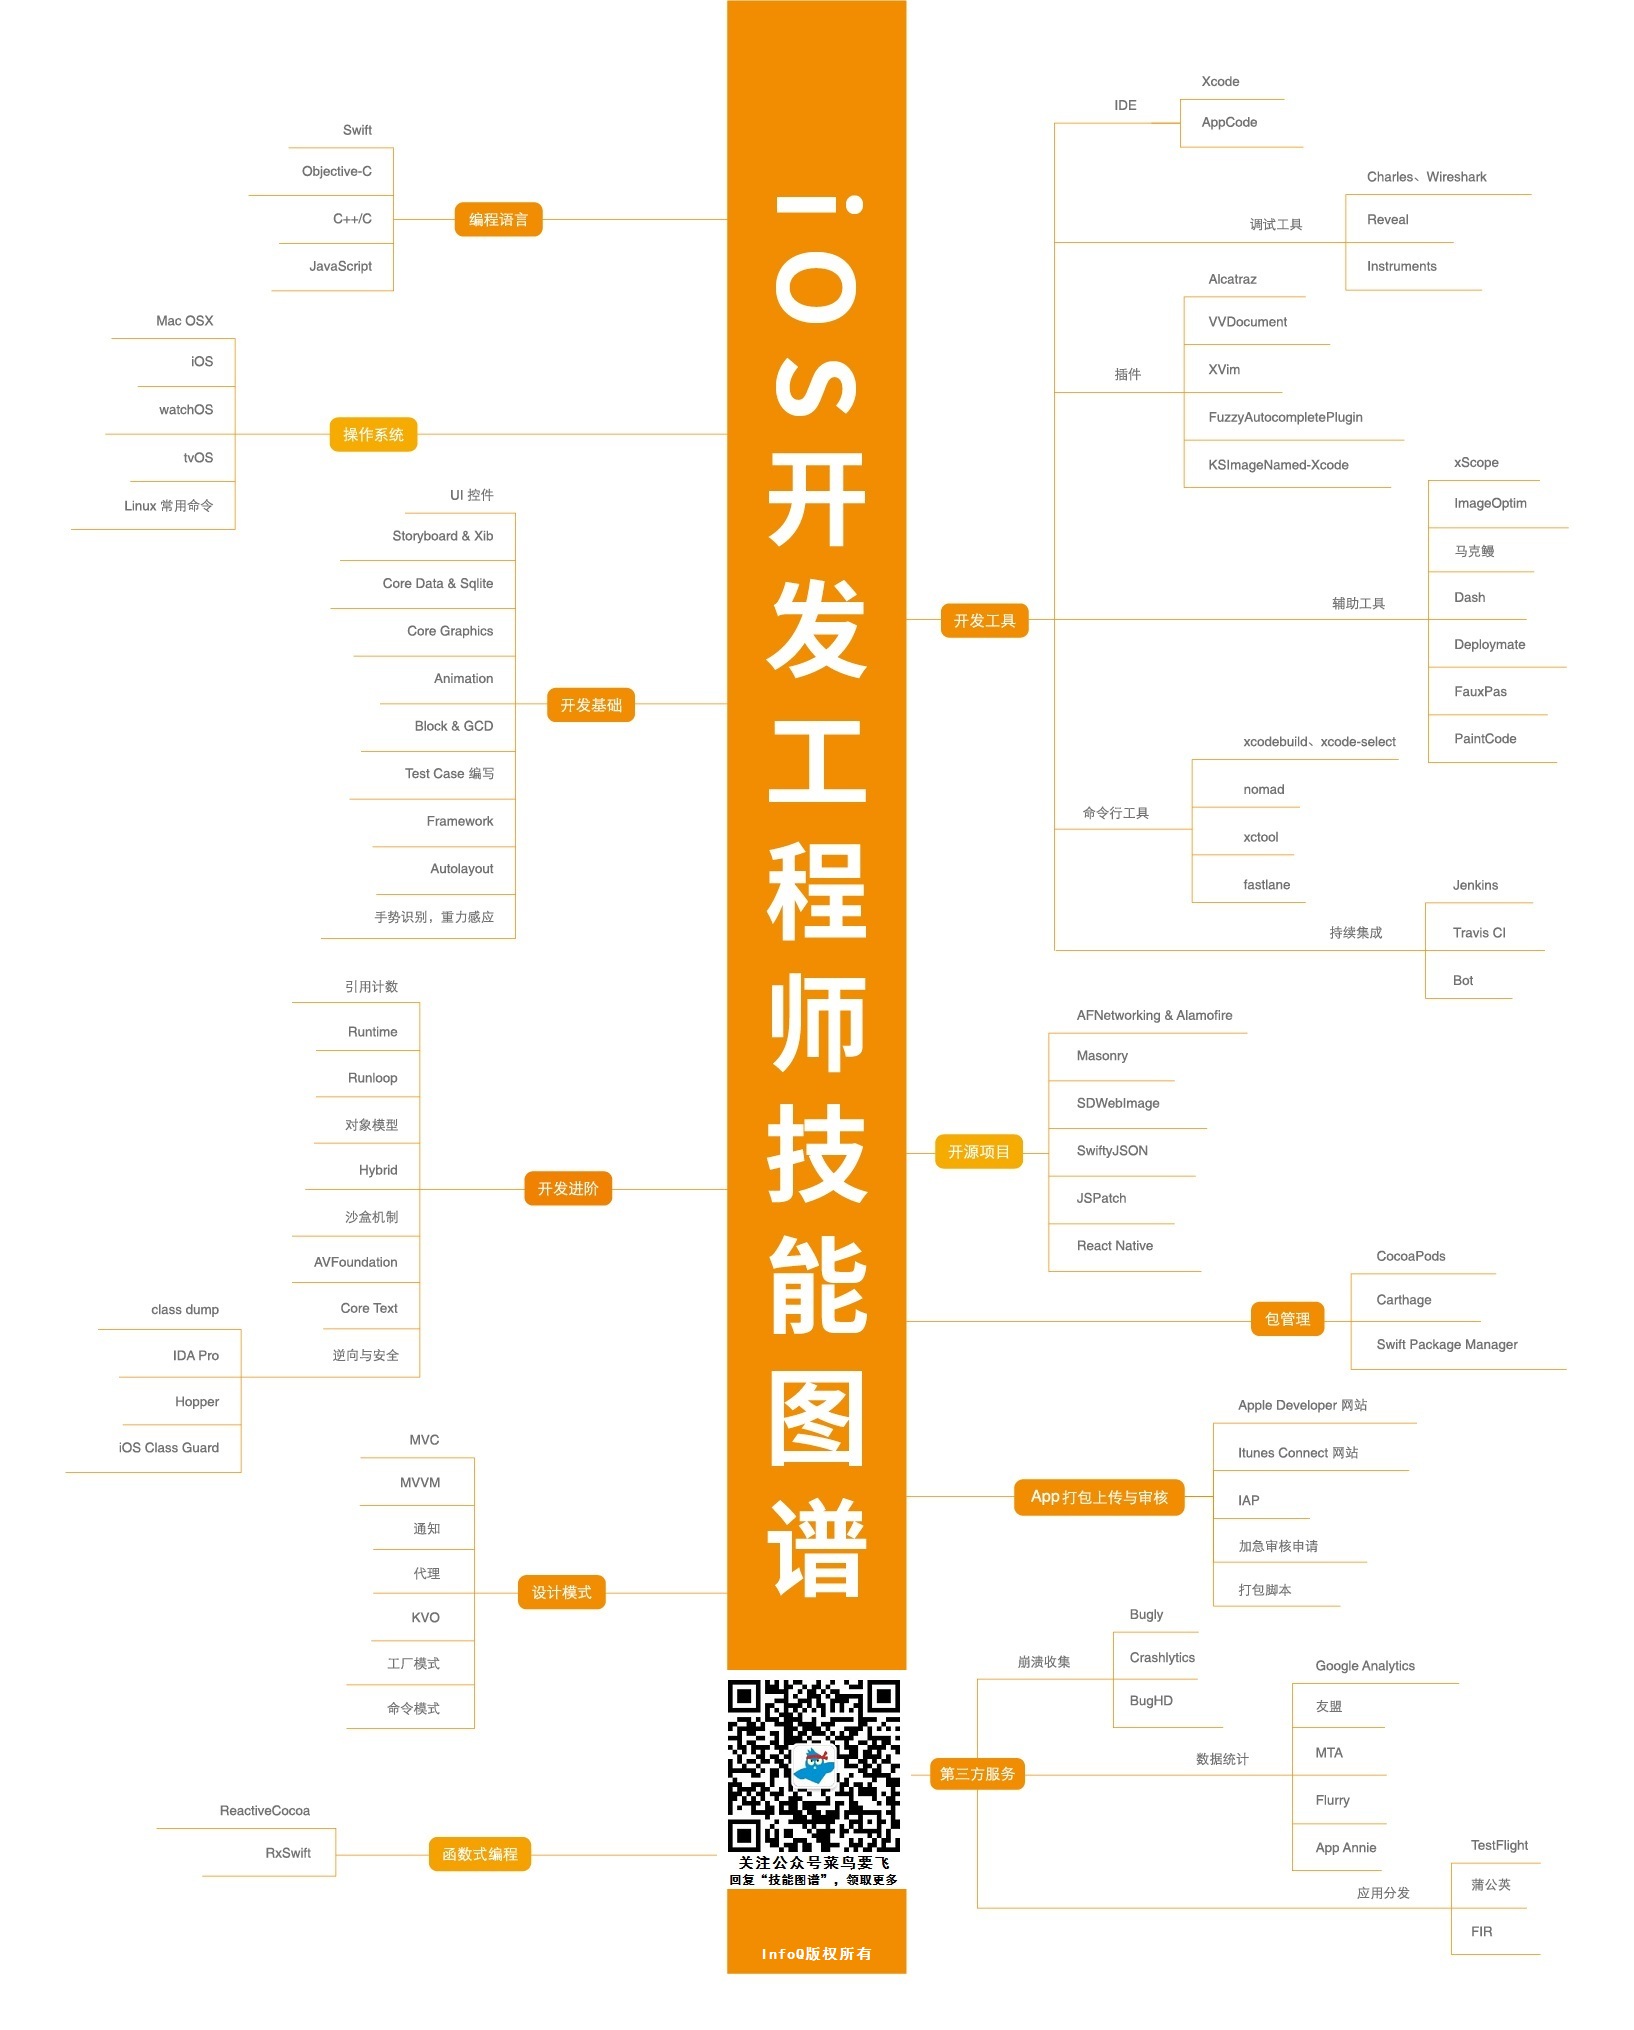 iOS开发工程师技能图谱
编程语言
Swift
Objective-C
C++/C
JavaScript
操作系统
Mac OSX
iOS
watchOS
tvOS
Linux 常用命令
开发基础
UI 控件
Storyboard & Xib
Core Data & Sqlite
Core Graphics
Animation
Block & GCD
Test Case 编写
Framework
Autolayout
手势识别，重力感应
开发进阶
引用计数
Runtime
Runloop
对象模型
Hybrid
沙盒机制
AVFoundation
Core Text
逆向与安全
class dump
IDA Pro
Hopper
iOS Class Guard
设计模式
MVC
MVVM
通知
代理
KVO
工厂模式
命令模式
函数式编程
ReactiveCocoa
RxSwift
开发工具
IDE
Xcode
AppCode
调试工具
Charles、Wireshark
Reveal
Instruments
插件
Alcatraz
VVDocument
XVim
FuzzyAutocompletePlugin
KSImageNamed-Xcode
辅助工具
xScope
ImageOptim
马克鳗
Dash
Deploymate
FauxPas
PaintCode
命令行工具
xcodebuild、xcode-select
nomad
xctool
fastlane
持续集成
Jenkins
Travis CI
Bot
开源项目
AFNetworking & Alamofire
Masonry
SDWebImage
SwiftyJSON
JSPatch
React Native
包管理
CocoaPods
Carthage
Swift Package Manager
App 打包上传与审核
Apple Developer 网站
Itunes Connect 网站
IAP
加急审核申请
打包脚本
第三方服务
崩溃收集
Bugly
Crashlytics
BugHD
数据统计
Google Analytics
友盟
MTA
Flurry
App Annie
应用分发
TestFlight
蒲公英
FIR
关注公众号菜鸟要飞
回复“技能图谱”，领取更多
InfoQ版权所有